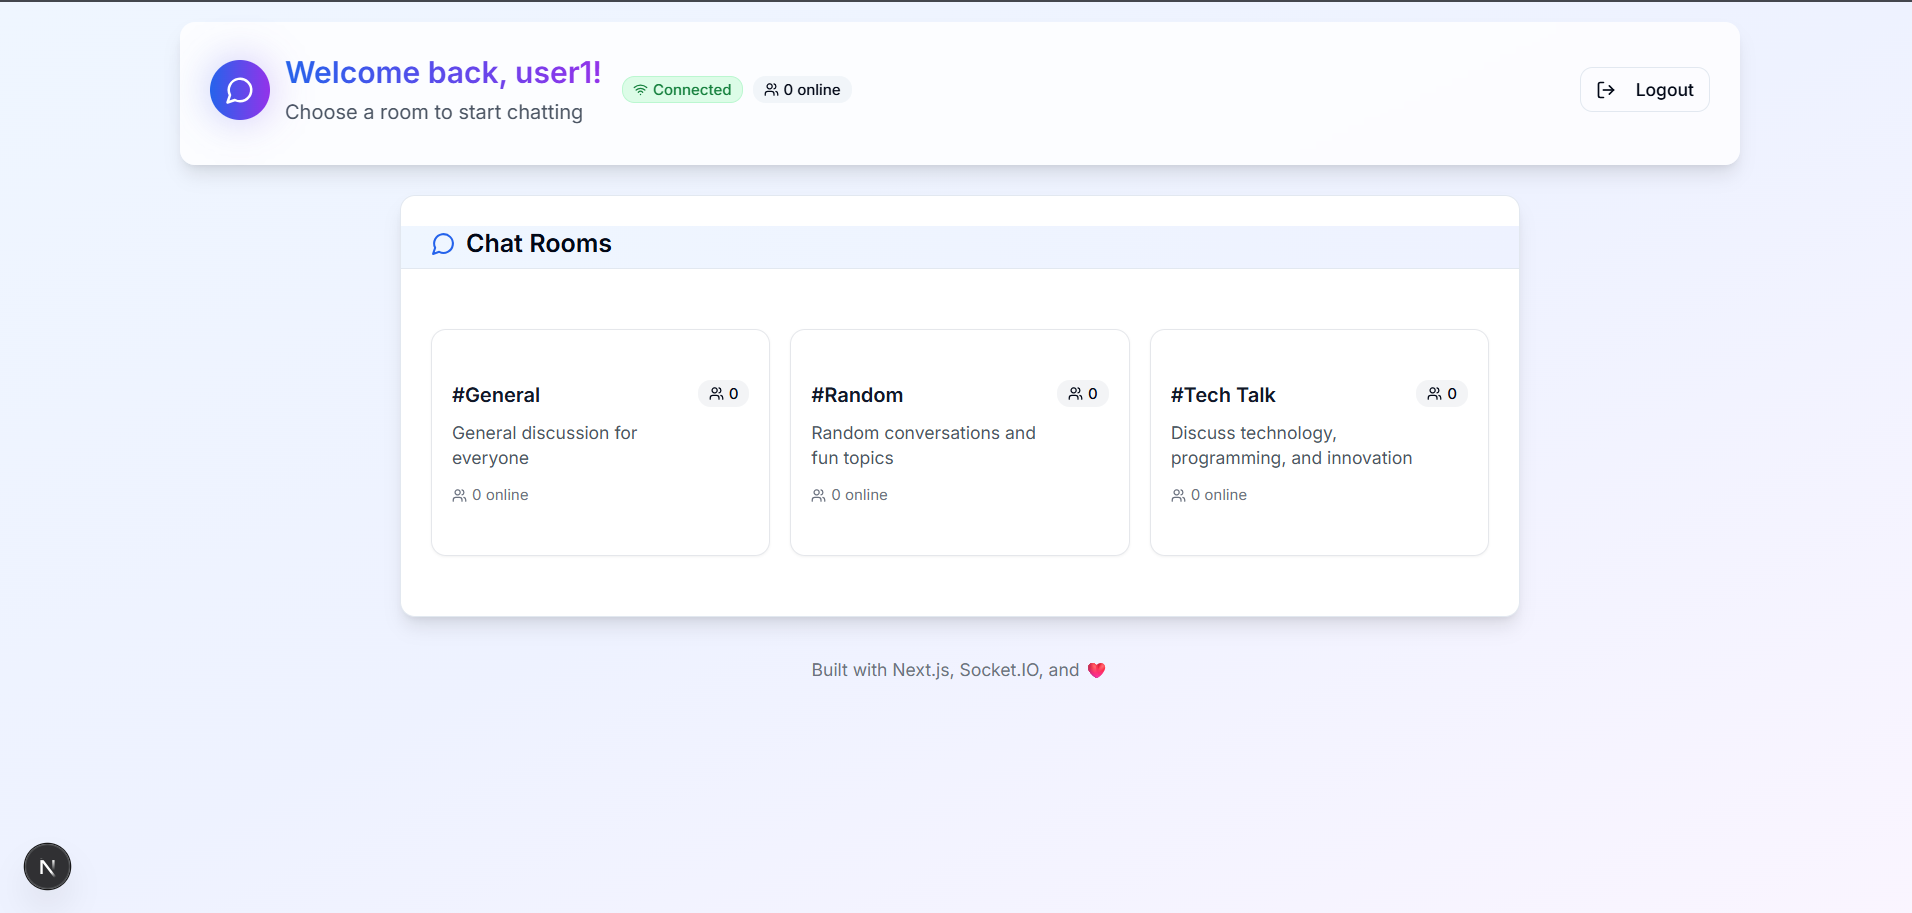 Welcome back, user1!
Choose a room to start chatting
Connected
0 online
Logout
Chat Rooms
#General
0
General discussion for
everyone
0 online
#Random
0
Random conversations and
fun topics
0 online
#Tech Talk
0
Discuss technology,
programming, and innovation
0 online
Built with Next.js, Socket.IO, and ❤️
N